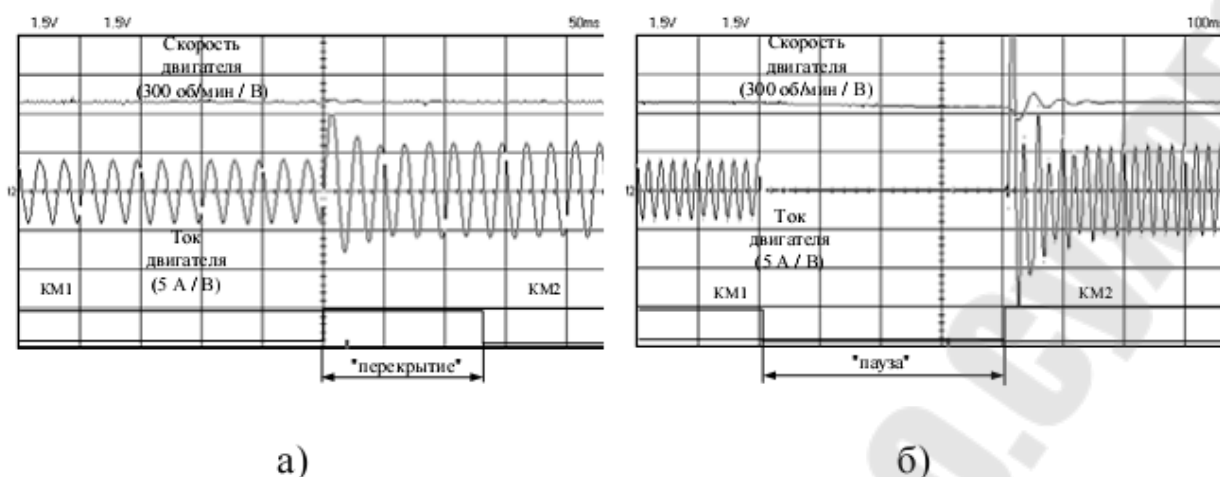 1.5V 1.5V 50ms
Скорость
двигателя
(300 об/мин / В)
Ток
двигателя
(5 А / В)
КМ1 КМ2
"перекрытие"
а)
1.5V 1.5V 100ms
Скорость
двигателя
(300 об/мин / В)
Ток
двигателя
(5 А / В)
КМ1 КМ2
"пауза"
б)